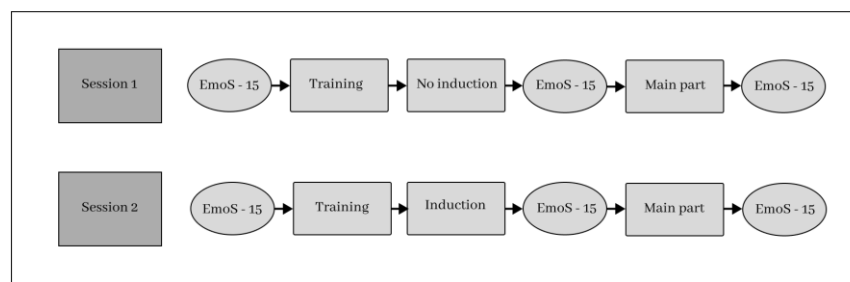 Session 1
EmoS - 15
Training
No induction
EmoS - 15
Main part
EmoS - 15
Session 2
EmoS - 15
Training
Induction
EmoS - 15
Main part
EmoS - 15